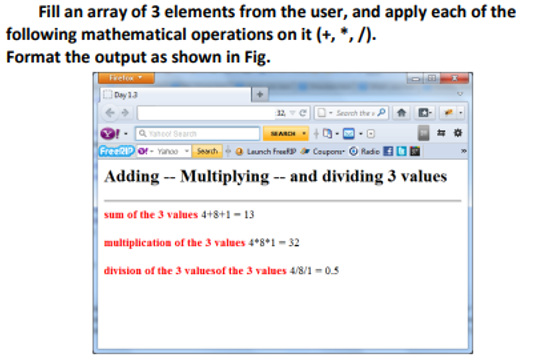 Fill an array of 3 elements from the user, and apply each of the
following mathematical operations on it (+, *, /).
Format the output as shown in Fig.
Firefox
Day 1.3
Search the
Yahoo! Search
SEARCH
FreeRIP Y! - Yahoo Search Launch FreeRIP Coupons Radio
Adding -- Multiplying -- and dividing 3 values
sum of the 3 values 4+8+1 = 13
multiplication of the 3 values 4*8*1 = 32
division of the 3 valuesof the 3 values 4/8/1 = 0.5